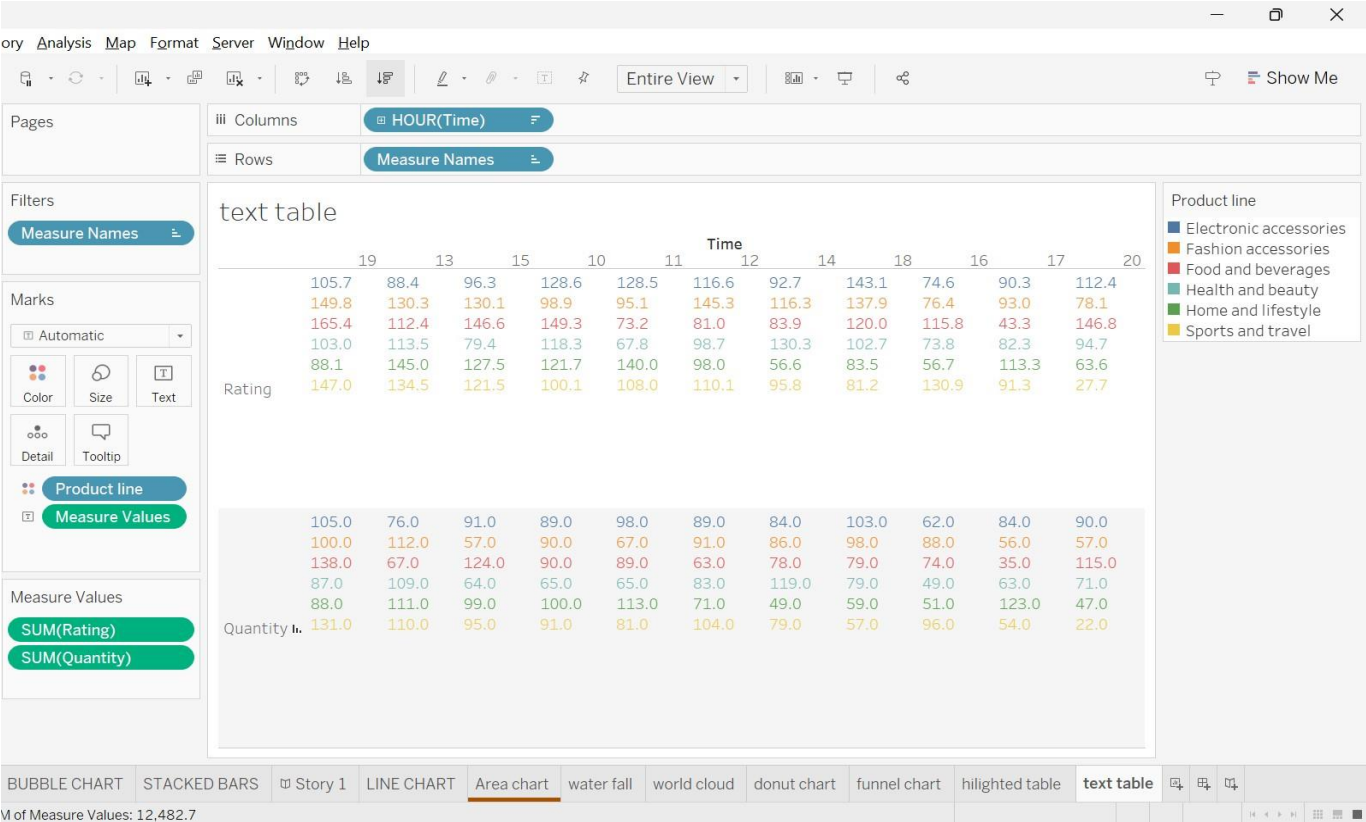 ory Analysis Map Format Server Window Help
Entire View
Show Me
Pages
iii Columns
HOUR(Time)
Rows
Measure Names
Filters
Measure Names
Marks
Automatic
Color Size Text
Detail Tooltip
Product line
Measure Values
Measure Values
SUM(Rating)
SUM(Quantity)
text table
Time
19 13 15 10 11 12 14 18 16 17 20
105.7 88.4 96.3 128.6 128.5 116.6 92.7 143.1 74.6 90.3 112.4
149.8 130.3 130.1 98.9 95.1 145.3 116.3 137.9 76.4 93.0 78.1
165.4 112.4 146.6 149.3 73.2 81.0 83.9 120.0 115.8 43.3 146.8
103.0 113.5 79.4 118.3 67.8 98.7 130.3 102.7 73.8 82.3 94.7
88.1 145.0 127.5 121.7 140.0 98.0 56.6 83.5 56.7 113.3 63.6
Rating 147.0 134.5 121.5 100.1 108.0 110.1 95.8 81.2 130.9 91.3 27.7
105.0 76.0 91.0 89.0 98.0 89.0 84.0 103.0 62.0 84.0 90.0
100.0 112.0 57.0 90.0 67.0 91.0 86.0 98.0 88.0 56.0 57.0
138.0 67.0 124.0 90.0 89.0 63.0 78.0 79.0 74.0 35.0 115.0
87.0 109.0 64.0 65.0 65.0 83.0 119.0 79.0 49.0 63.0 71.0
88.0 111.0 99.0 100.0 113.0 71.0 49.0 59.0 51.0 123.0 47.0
Quantity 131.0 110.0 95.0 91.0 81.0 104.0 79.0 57.0 96.0 54.0 22.0
Product line
Electronic accessories
Fashion accessories
Food and beverages
Health and beauty
Home and lifestyle
Sports and travel
BUBBLE CHART STACKED BARS Story 1 LINE CHART Area chart water fall world cloud donut chart funnel chart hilighted table text table
M of Measure Values: 12,482.7